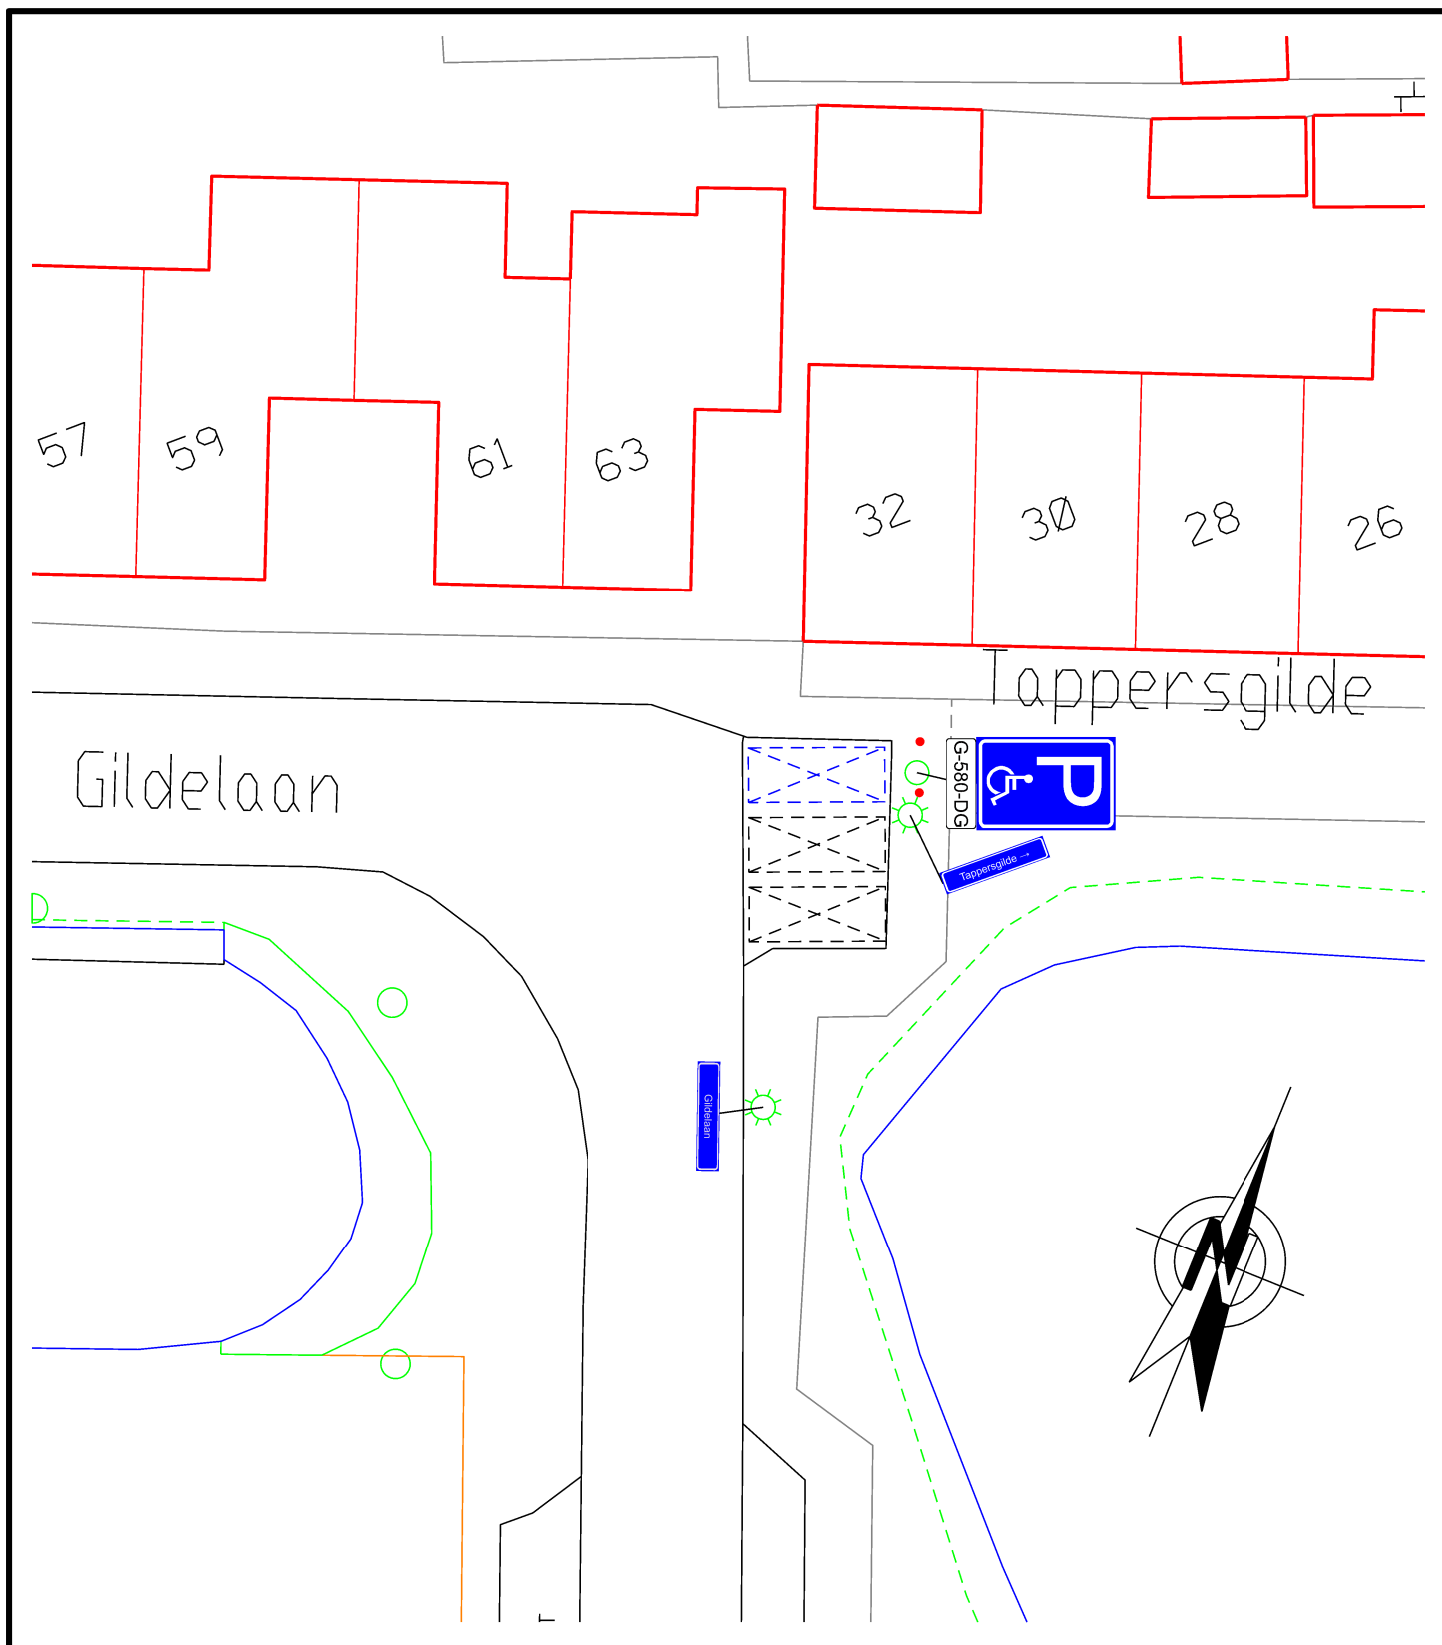 57
59
61
63
32
30
28
26
Tappersgilde
Gildelaan
G-580-DG
P
Tappersgilde →
Gildelaan
N
T